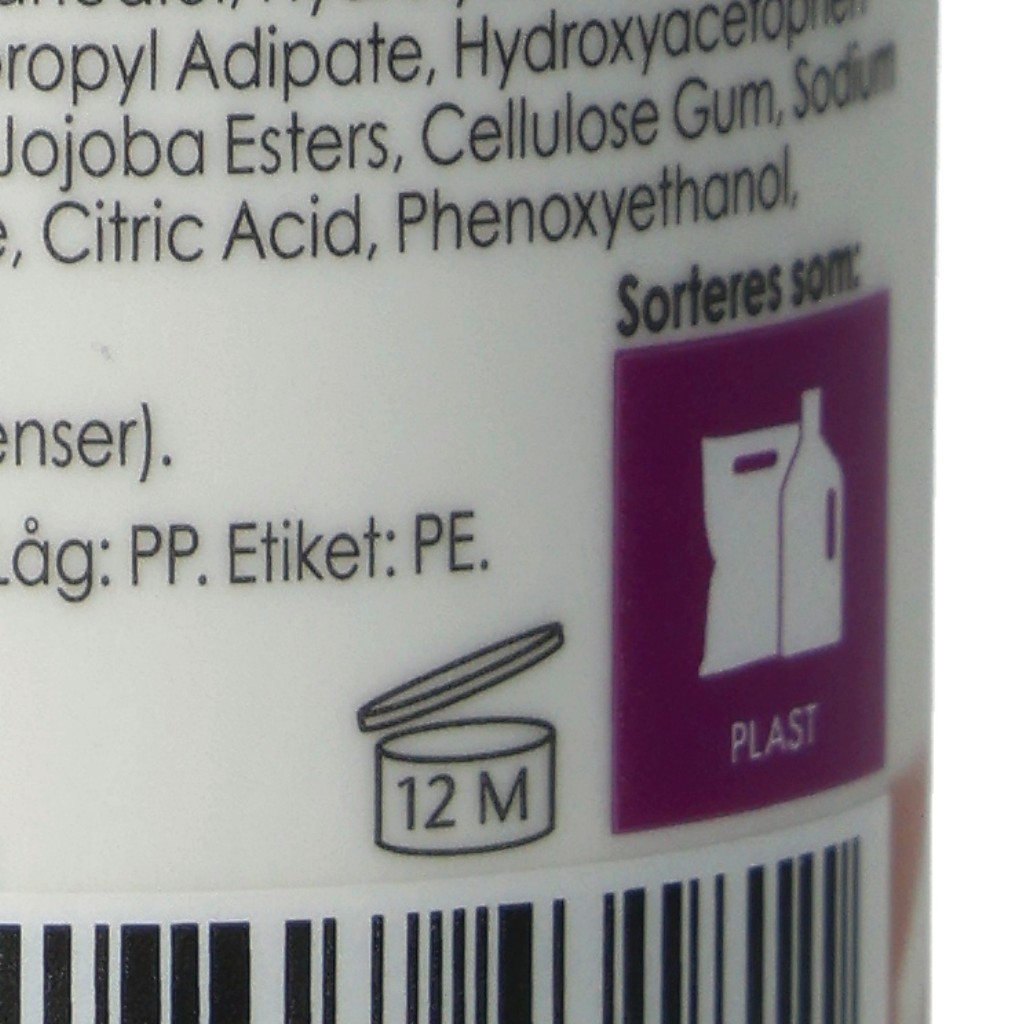 ropyl Adipate, Hydroxyacetophen
Jojoba Esters, Cellulose Gum, Sodium
e, Citric Acid, Phenoxyethanol,
Sorteres som:
enser).
Låg: PP. Etiket: PE.
PLAST
12 M